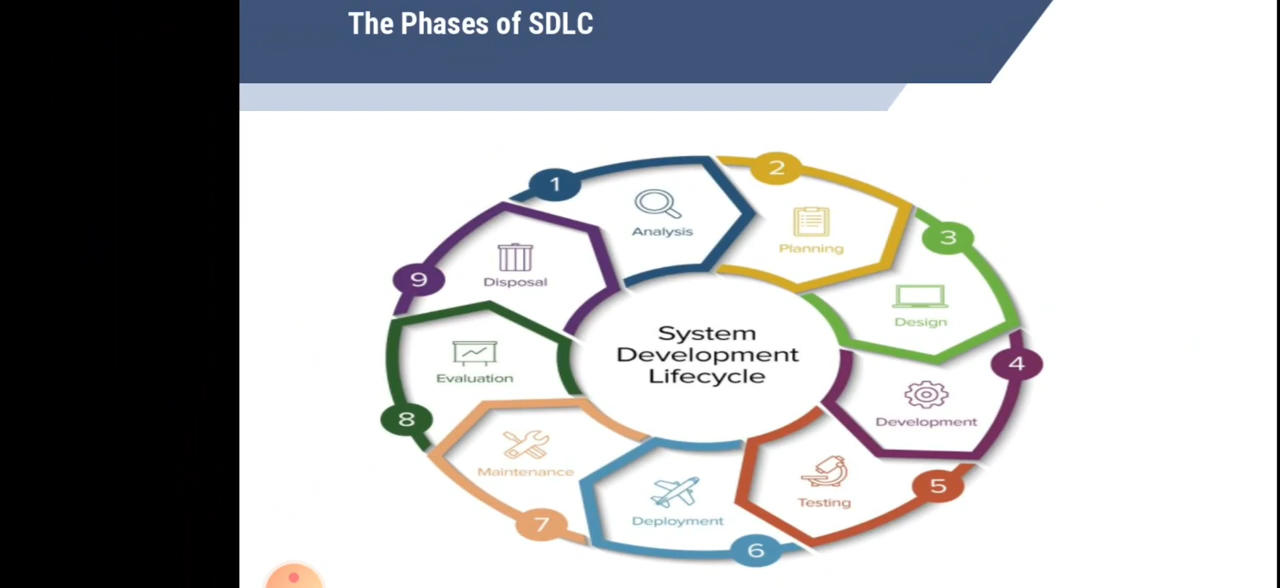 The Phases of SDLC
1
Analysis
2
Planning
3
Design
4
Development
5
Testing
6
Deployment
7
Maintenance
8
Evaluation
9
Disposal
System
Development
Lifecycle